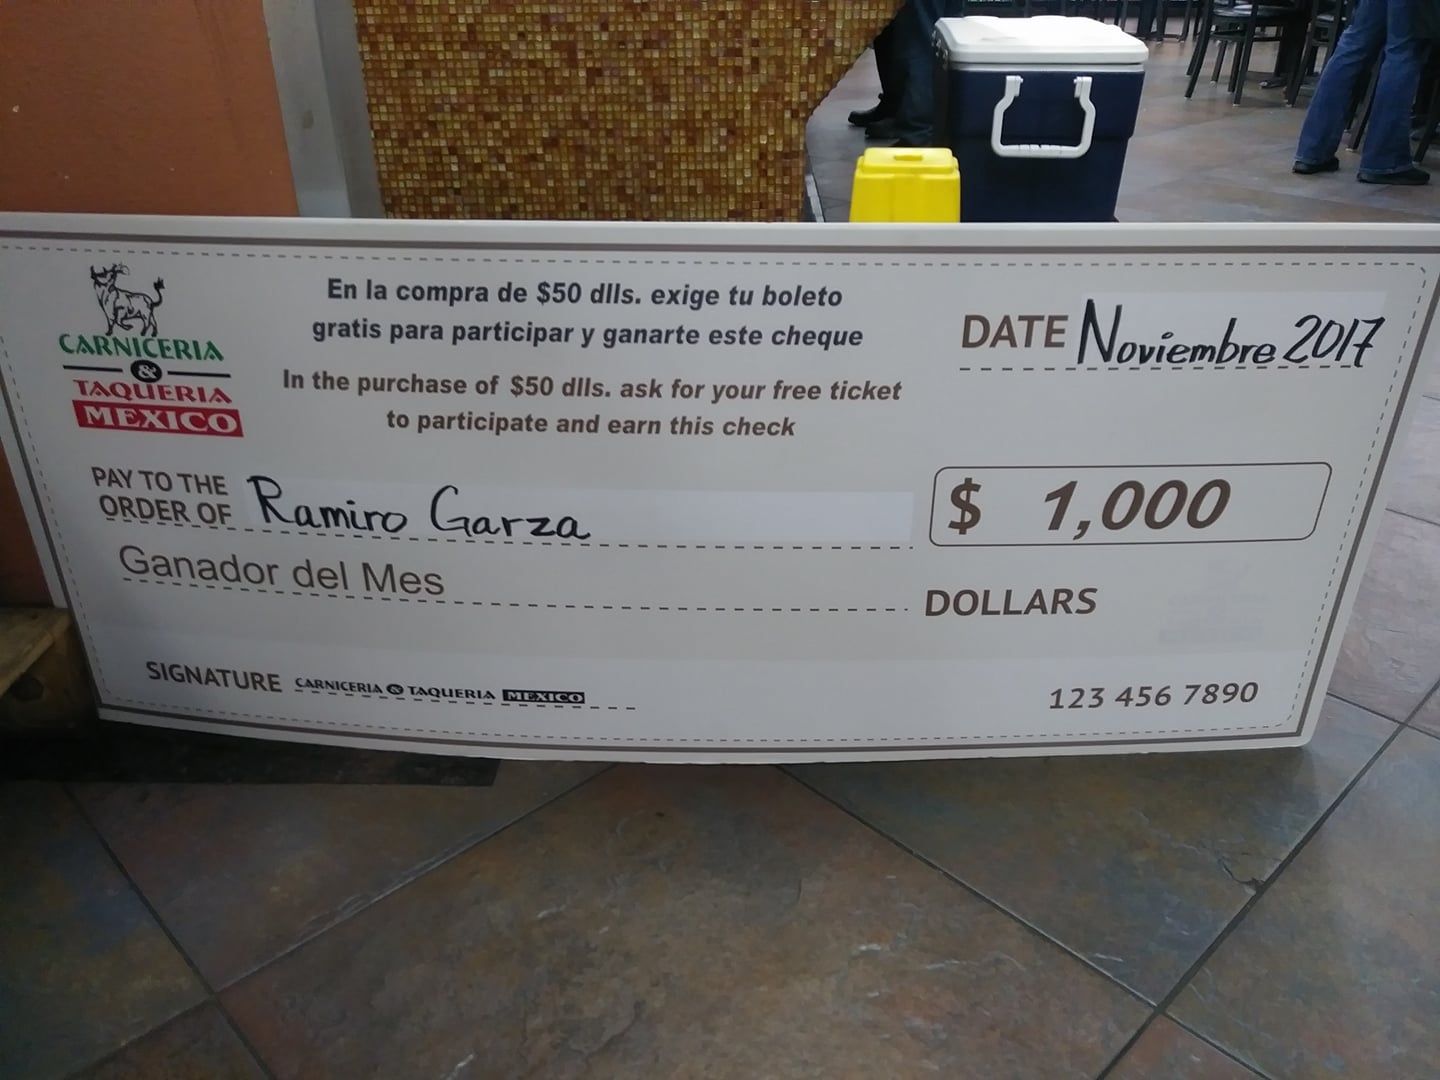 CARNICERIA
&
TAQUERIA
MEXICO
En la compra de $50 dlls. exige tu boleto
gratis para participar y ganarte este cheque
In the purchase of $50 dlls. ask for your free ticket
to participate and earn this check
DATE Noviembre 2017
PAY TO THE
ORDER OF Ramiro Garza
$ 1,000
Ganador del Mes
DOLLARS
SIGNATURE CARNICERIA & TAQUERIA MEXICO
123 456 7890